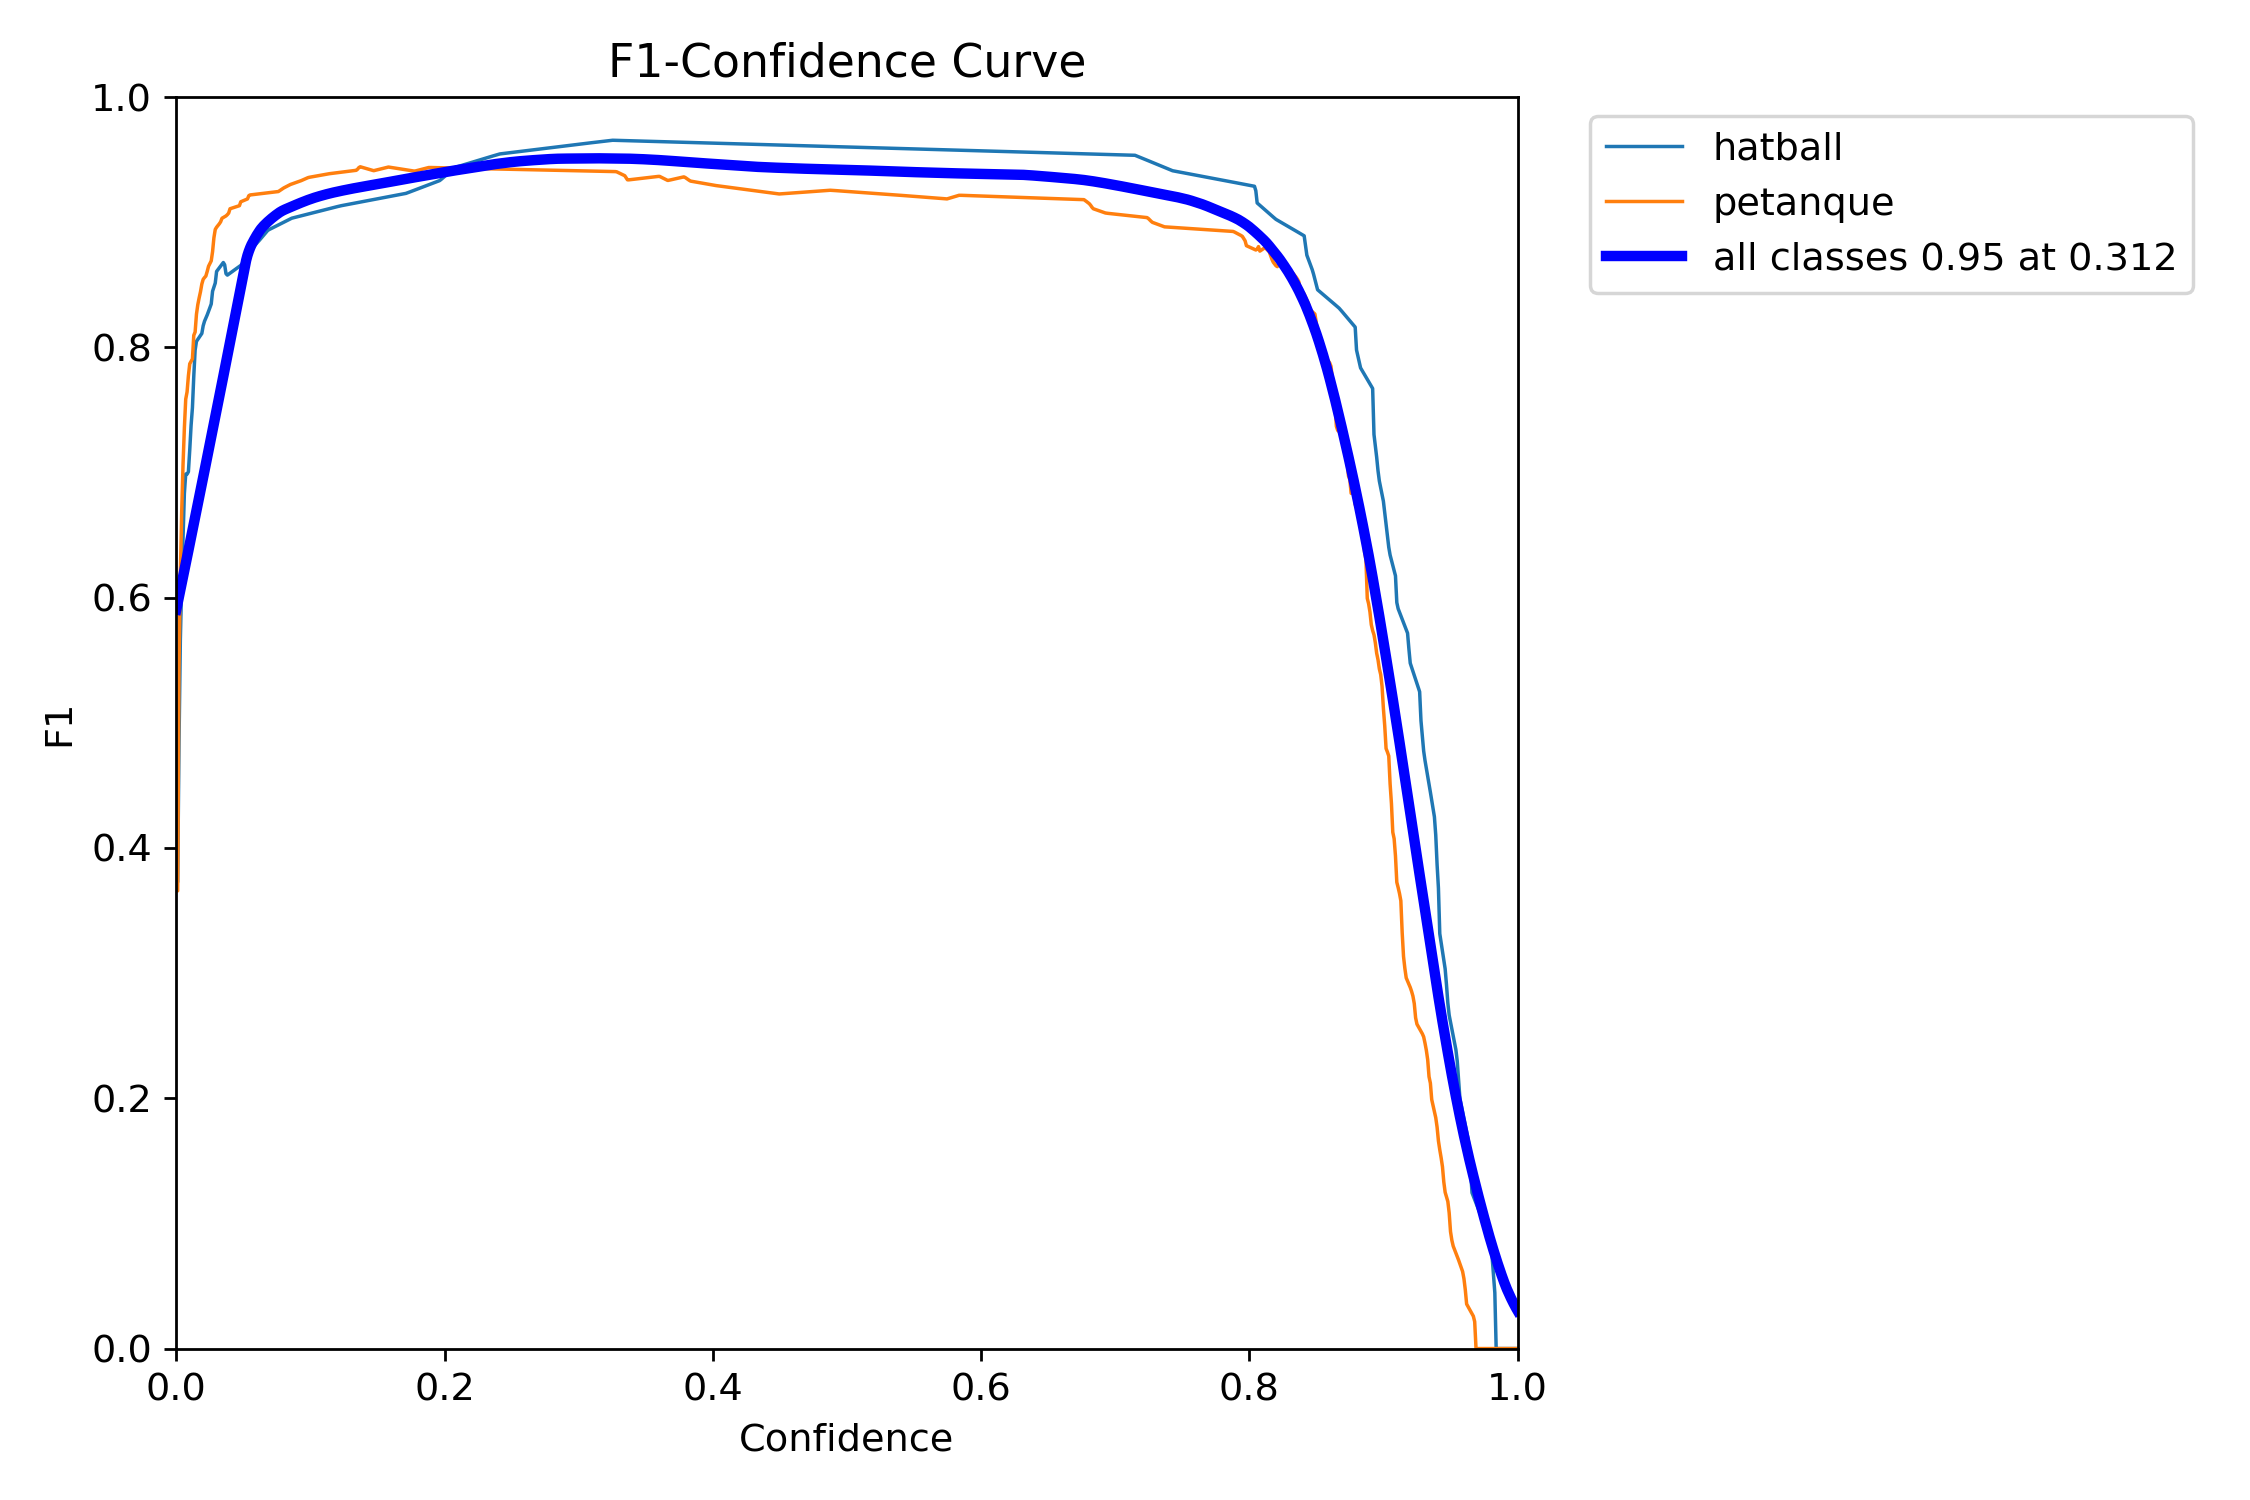 F1-Confidence Curve
1.0
0.8
0.6
0.4
0.2
0.0
F1
0.0 0.2 0.4 0.6 0.8 1.0
Confidence
hatball
petanque
all classes 0.95 at 0.312